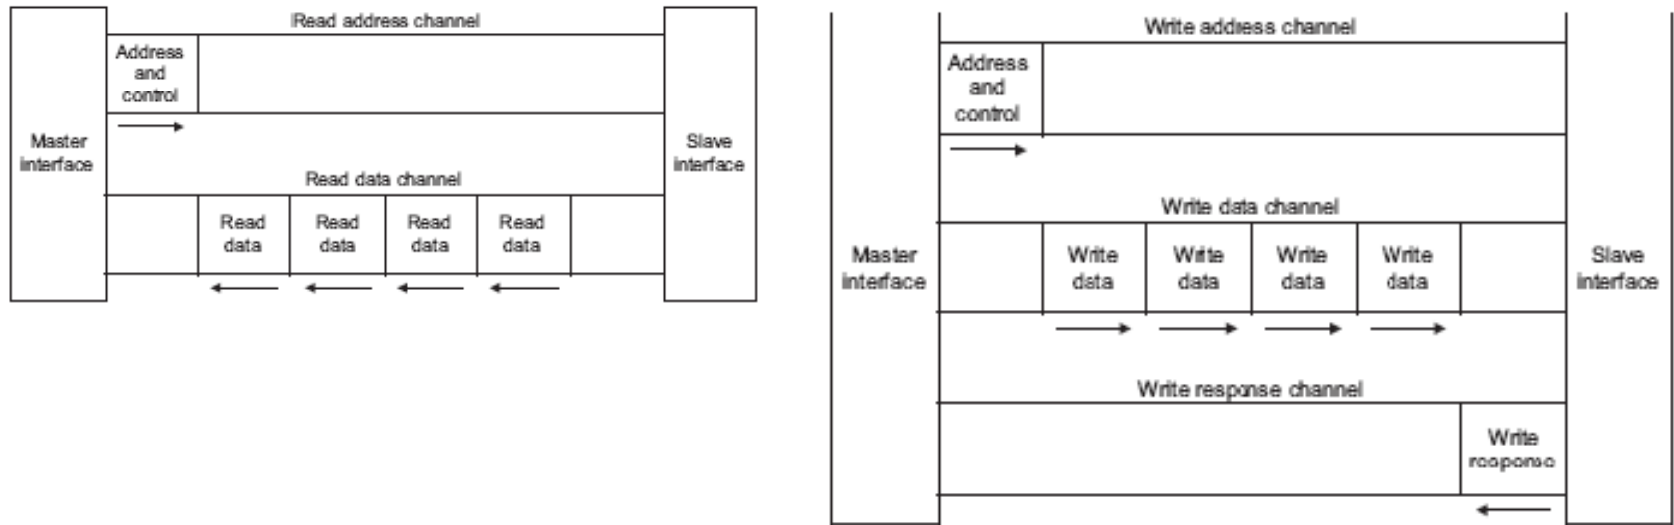 Read address channel
Address
and
control
Master
interface
Slave
interface
Read data channel
Read
data
Read
data
Read
data
Read
data
Write address channel
Address
and
control
Write data channel
Master
interface
Write
data
Write
data
Write
data
Write
data
Slave
interface
Write response channel
Write
response